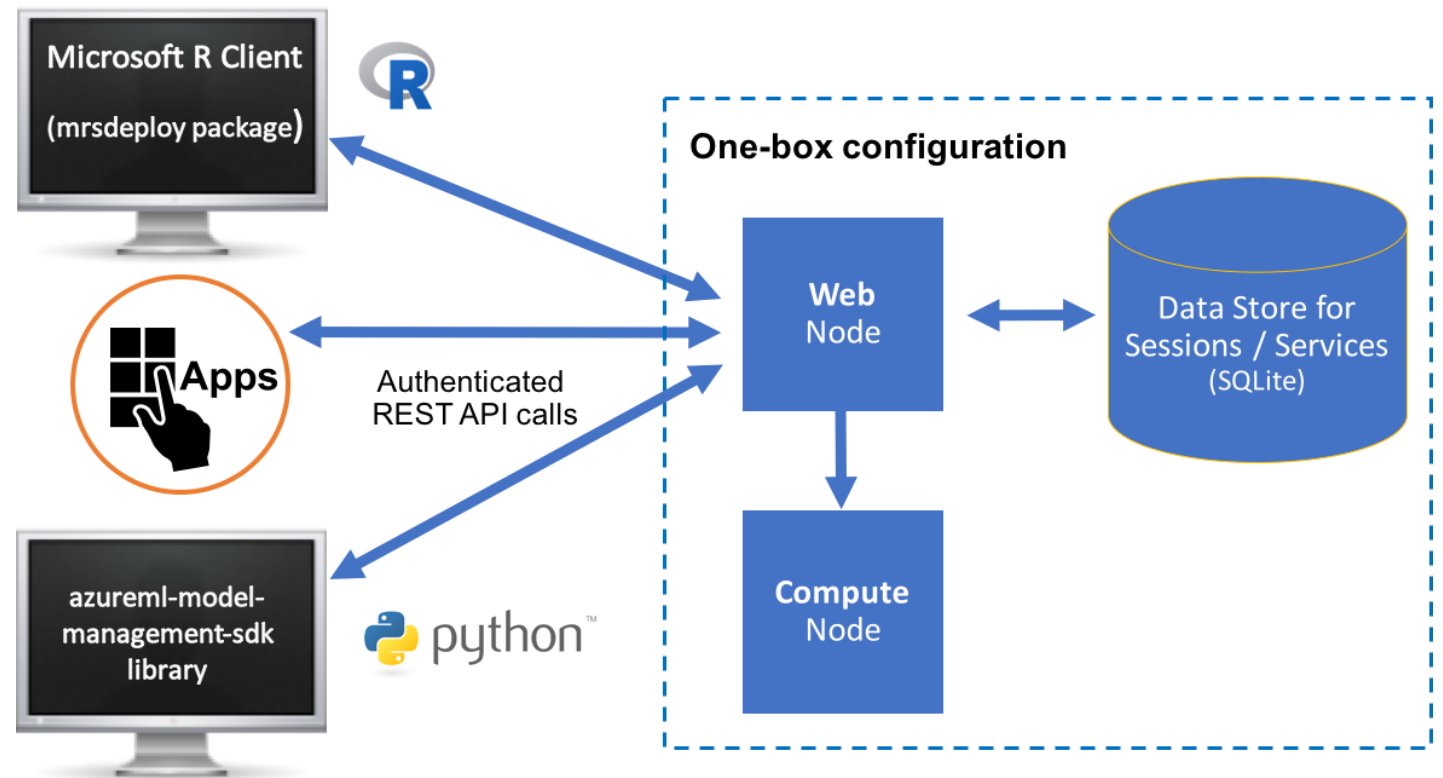 Microsoft R Client
(mrsdeploy package)
R
One-box configuration
Web
Node
Data Store for
Sessions / Services
(SQLite)
Apps
Authenticated
REST API calls
Compute
Node
azureml-model-
management-sdk
library
python™